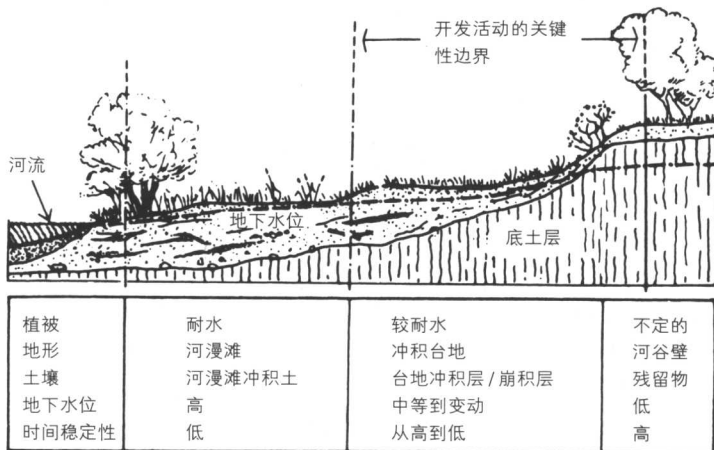 开发活动的关键
性边界
河流
地下水位
底土层
植被 耐水 较耐水 不定的
地形 河漫滩 冲积台地 河谷壁
土壤 河漫滩冲积土 台地冲积层/崩积层 残留物
地下水位 高 中等到变动 低
时间稳定性 低 从高到低 高